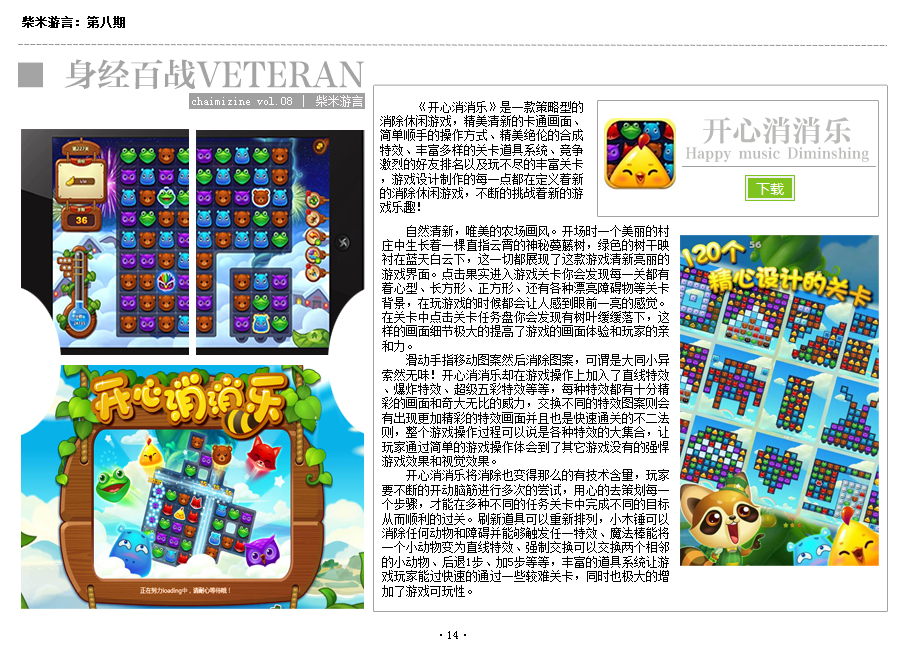 柴米游言：第八期
身经百战VETERAN
chaimizine vol.08 | 柴米游言
《开心消消乐》是一款策略型的
消除休闲游戏，精美清新的卡通画面、
简单顺手的操作方式、精美绝伦的合成
特效、丰富多样的关卡道具系统、竞争
激烈的好友排名以及玩不尽的丰富关卡
，游戏设计制作的每一点都在定义着新
的消除休闲游戏，不断的挑战着新的游
戏乐趣！
开心消消乐
Happy music Diminshing
下载
自然清新，唯美的农场画风。开场时一个美丽的村
庄中生长着一棵直指云霄的神秘蔓藤树，绿色的树干映
衬在蓝天白云下，这一切都展现了这款游戏清新亮丽的
游戏界面。点击果实进入游戏关卡你会发现每一关都有
着心型、长方形、正方形、还有各种漂亮障碍物等关卡
背景，在玩游戏的时候都会让人感到眼前一亮的感觉。
在关卡中点击关卡任务盘你会发现有树叶缓缓落下，这
样的画面细节极大的提高了游戏的画面体验和玩家的亲
和力。
滑动手指移动图案然后消除图案，可谓是大同小异
索然无味！开心消消乐却在游戏操作上加入了直线特效
、爆炸特效、超级五彩特效等等，每种特效都有十分精
彩的画面和奇大无比的威力，交换不同的特效图案则会
有出现更加精彩的特效画面并且也是快速通关的不二法
则，整个游戏操作过程可以说是各种特效的大集合，让
玩家通过简单的游戏操作体会到了其它游戏没有的强悍
游戏效果和视觉效果。
开心消消乐将消除也变得那么的有技术含量，玩家
要不断的开动脑筋进行多次的尝试，用心的去策划每一
个步骤，才能在多种不同的任务关卡中完成不同的目标
从而顺利的过关。刷新道具可以重新排列，小木锤可以
消除任何动物和障碍并能够触发任一特效、魔法棒能将
一个小动物变为直线特效、强制交换可以交换两个相邻
的小动物、后退1步、加5步等等，丰富的道具系统让游
戏玩家能过快速的通过一些较难关卡，同时也极大的增
加了游戏可玩性。
36
开心消消乐
正在努力loading中，请耐心等待哦！
120个
56
精心设计的关卡
· 14 ·